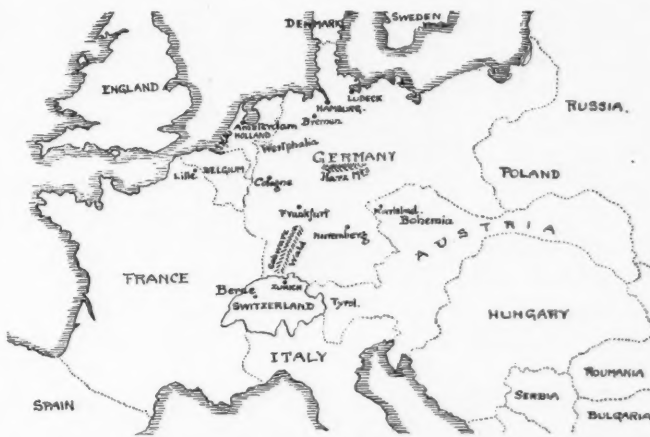 DENMARK
SWEDEN
ENGLAND
LUBECK
HAMBURG.
Bremen
RUSSIA.
Amsterdam
HOLLAND
Westphalia
GERMANY
Harz Mts
POLAND
Lille
BELGIUM
Cologne
Frankfurt
Karlsbad
Bohemia
Nuremberg
AUSTRIA
Wald
FRANCE
ZURICH
Berne
SWITZERLAND
Tyrol.
HUNGARY
ITALY
ROUMANIA
SERBIA
SPAIN
BULGARIA